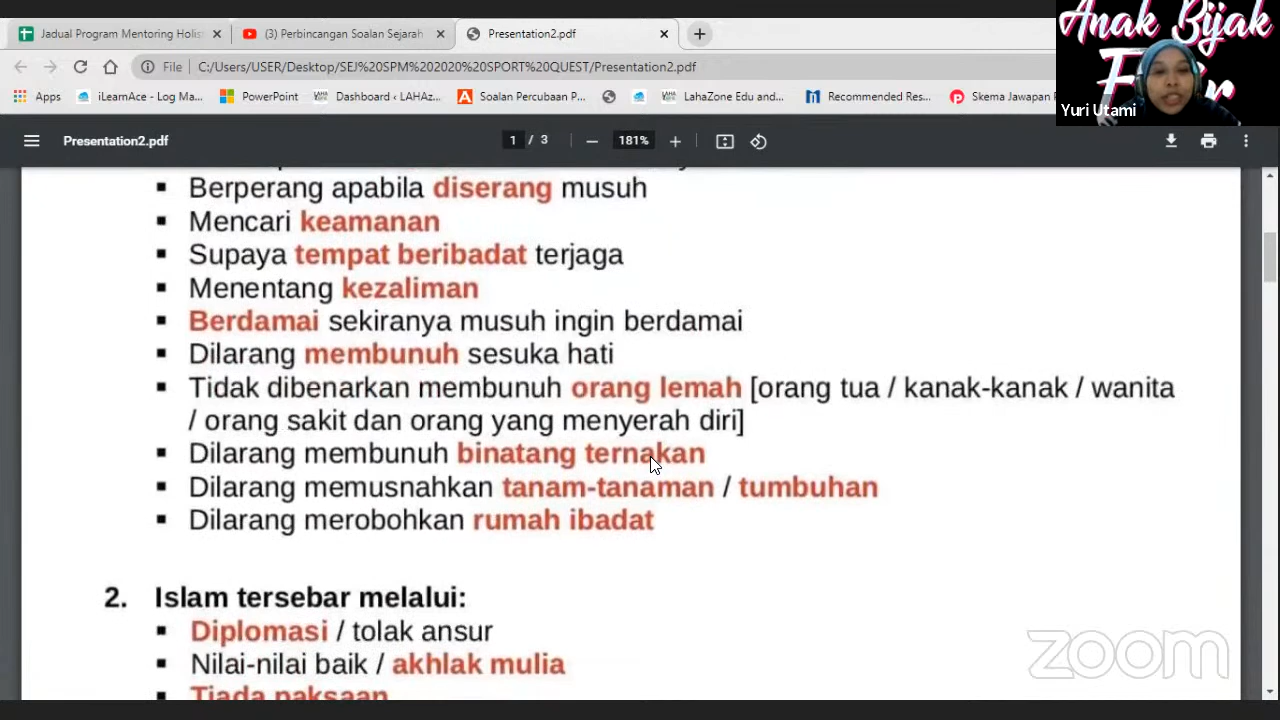 Jadual Program Mentoring Holis
(3) Perbincangan Soalan Sejarah
Presentation2.pdf
File
C:/Users/USER/Desktop/SEJ%20SPM%202020%20SPORT%20QUEST/Presentation2.pdf
Apps
iLearnAce - Log Ma...
PowerPoint
Dashboard ‹ LAHAz...
Soalan Percubaan P...
LahaZone Edu and...
Recommended Res...
Skema Jawapan
Anak Bijak
Yuri Utami
Presentation2.pdf
1 / 3
181%
▪ Berperang apabila diserang musuh
▪ Mencari keamanan
▪ Supaya tempat beribadat terjaga
▪ Menentang kezaliman
▪ Berdamai sekiranya musuh ingin berdamai
▪ Dilarang membunuh sesuka hati
▪ Tidak dibenarkan membunuh orang lemah [orang tua / kanak-kanak / wanita
/ orang sakit dan orang yang menyerah diri]
▪ Dilarang membunuh binatang ternakan
▪ Dilarang memusnahkan tanam-tanaman / tumbuhan
▪ Dilarang merobohkan rumah ibadat
2. Islam tersebar melalui:
▪ Diplomasi / tolak ansur
▪ Nilai-nilai baik / akhlak mulia
▪ Tiada paksaan
zoom